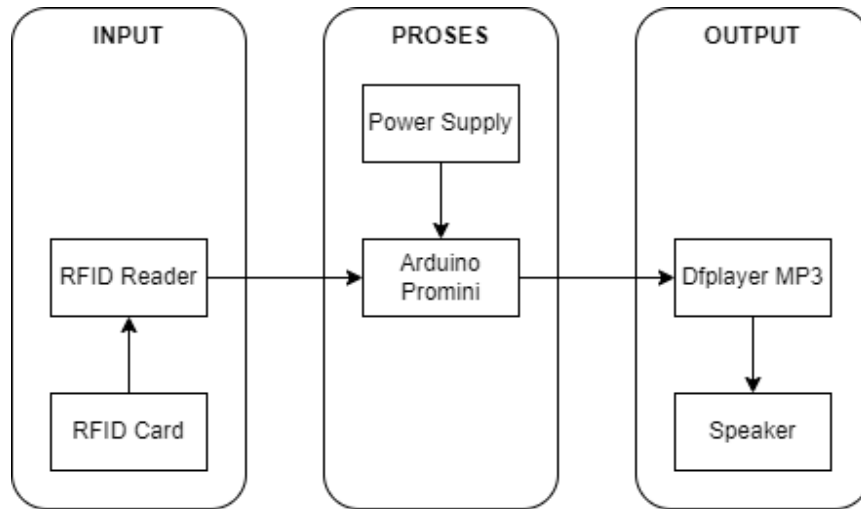 INPUT
PROSES
OUTPUT
Power Supply
RFID Reader
Arduino
Promini
Dfplayer MP3
RFID Card
Speaker